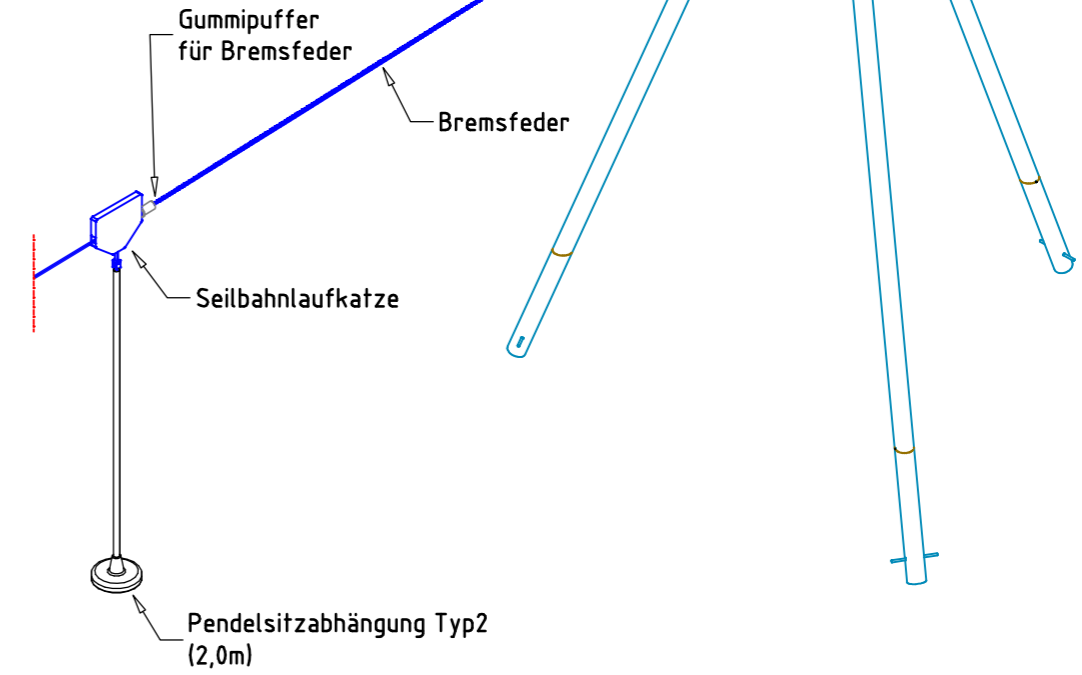 Gummipuffer
für Bremsfeder
Bremsfeder
Seilbahnlaufkatze
Pendelsitzabhängung Typ2
(2,0m)